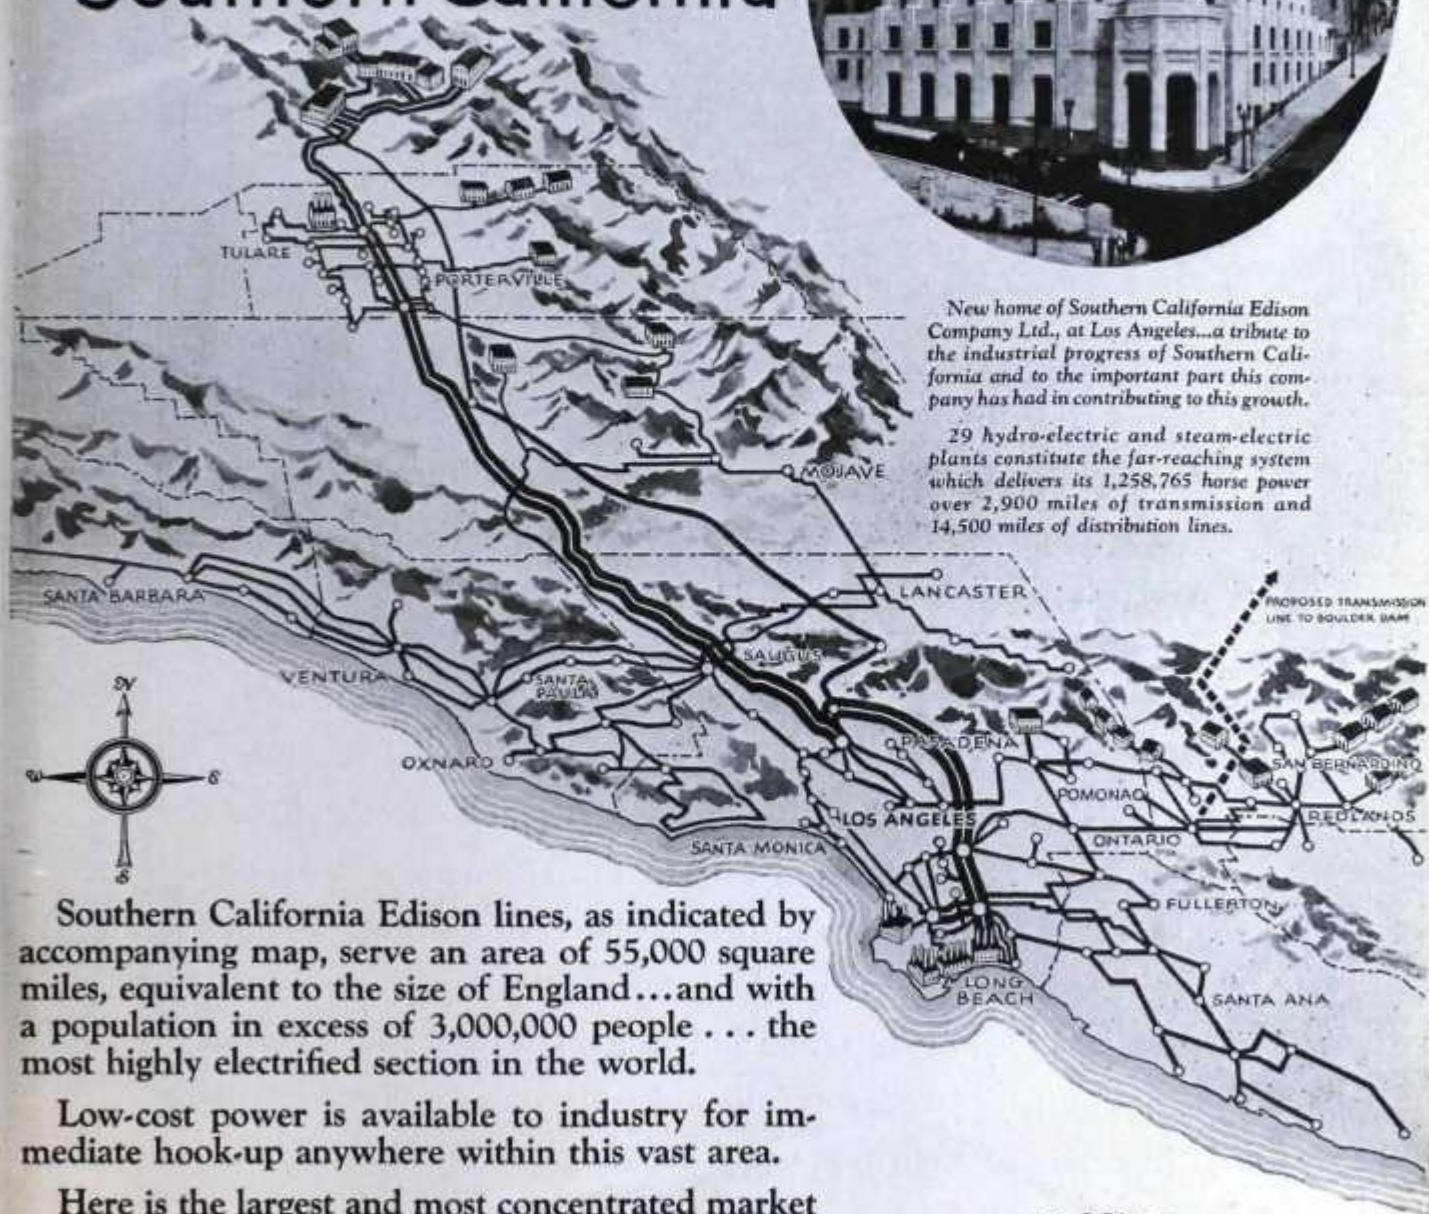 Southern California
New home of Southern California Edison
Company Ltd., at Los Angeles...a tribute to
the industrial progress of Southern Cali-
fornia and to the important part this com-
pany has had in contributing to this growth.
29 hydro-electric and steam-electric
plants constitute the far-reaching system
which delivers its 1,258,765 horse power
over 2,900 miles of transmission and
14,500 miles of distribution lines.
TULARE
PORTERVILLE
MOJAVE
SANTA BARBARA
LANCASTER
PROPOSED TRANSMISSION
LINE TO BOULDER DAM
SAUGUS
VENTURA
SANTA
PAULA
N
W
E
S
OXNARD
PASADENA
SAN BERNARDINO
POMONA
LOS ANGELES
REDLANDS
SANTA MONICA
ONTARIO
FULLERTON
LONG
BEACH
SANTA ANA
Southern California Edison lines, as indicated by
accompanying map, serve an area of 55,000 square
miles, equivalent to the size of England...and with
a population in excess of 3,000,000 people . . . the
most highly electrified section in the world.
Low-cost power is available to industry for im-
mediate hook-up anywhere within this vast area.
Here is the largest and most concentrated market